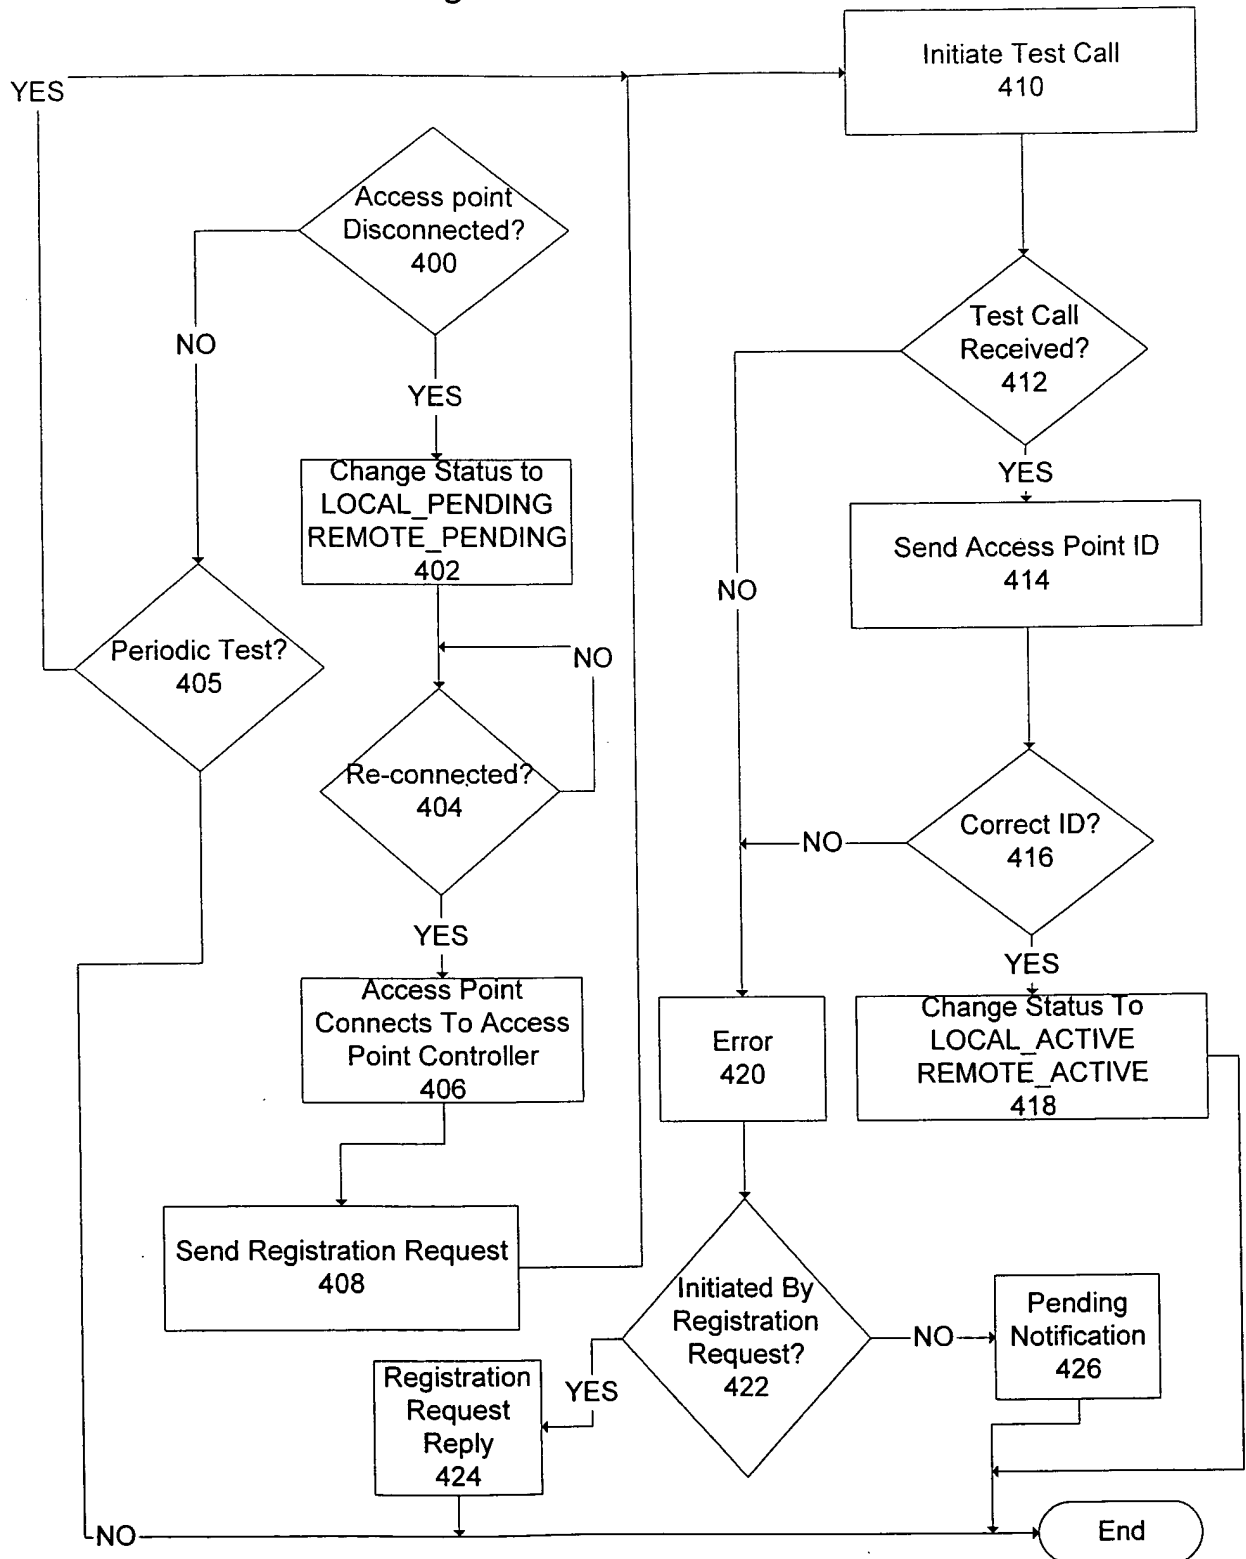 Initiate Test Call
410
YES
Access point
Disconnected?
400
NO
YES
Test Call
Received?
412
YES
Change Status to
LOCAL_PENDING
REMOTE_PENDING
402
Send Access Point ID
414
NO
Periodic Test?
405
NO
Re-connected?
404
Correct ID?
416
NO
YES
YES
Access Point
Connects To Access
Point Controller
406
Error
420
Change Status To
LOCAL_ACTIVE
REMOTE_ACTIVE
418
Send Registration Request
408
Initiated By
Registration
Request?
422
NO
Pending
Notification
426
YES
Registration
Request
Reply
424
NO
End